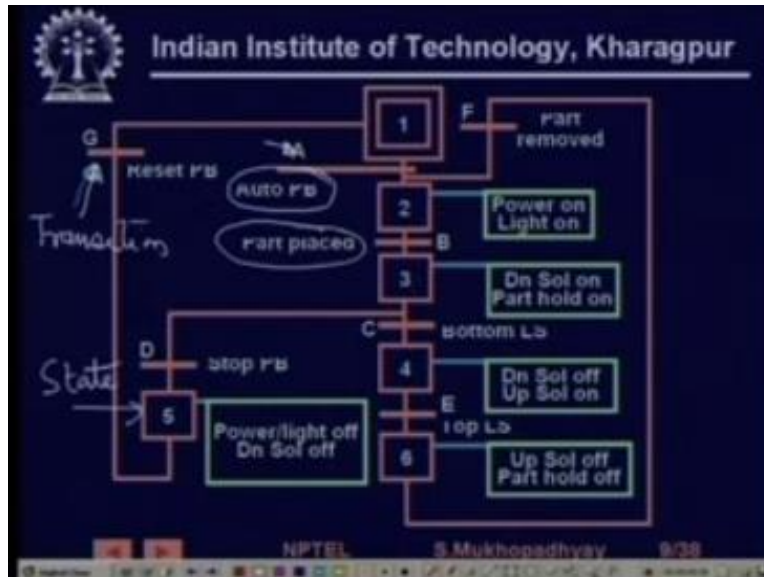 Indian Institute of Technology, Kharagpur
1
F
Part
removed
G
A
Reset PB
Auto PB
2
Power on
Light on
Transition
Part placed
B
3
Dn Sol on
Part hold on
C
Bottom LS
D
Stop PB
4
Dn Sol off
Up Sol on
State
5
E
Top LS
Power/light off
Dn Sol off
6
Up Sol off
Part hold off
NPTEL
S.Mukhopadhyay
9/38